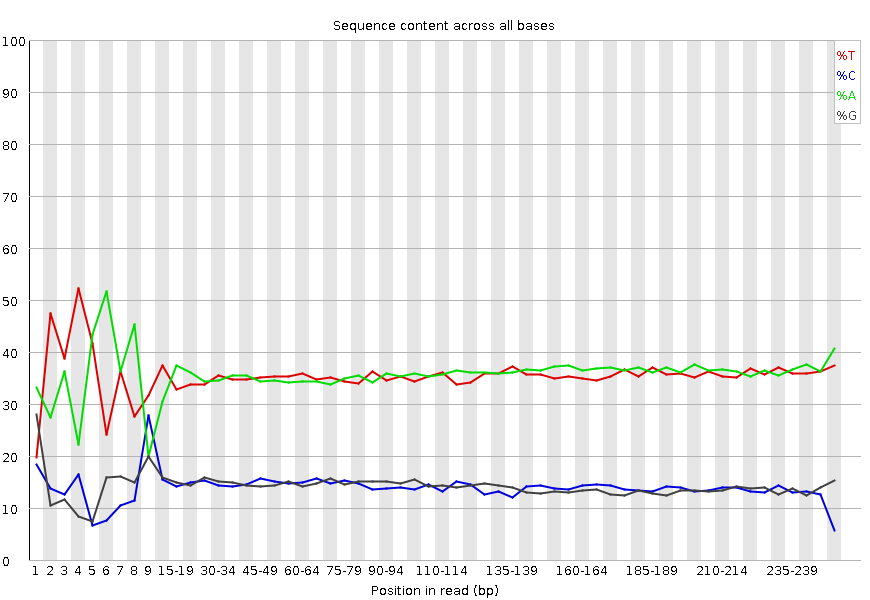 Sequence content across all bases
100
90
80
70
60
50
40
30
20
10
0
%T
%C
%A
%G
1 2 3 4 5 6 7 8 9 15-19 30-34 45-49 60-64 75-79 90-94 110-114 135-139 160-164 185-189 210-214 235-239
Position in read (bp)